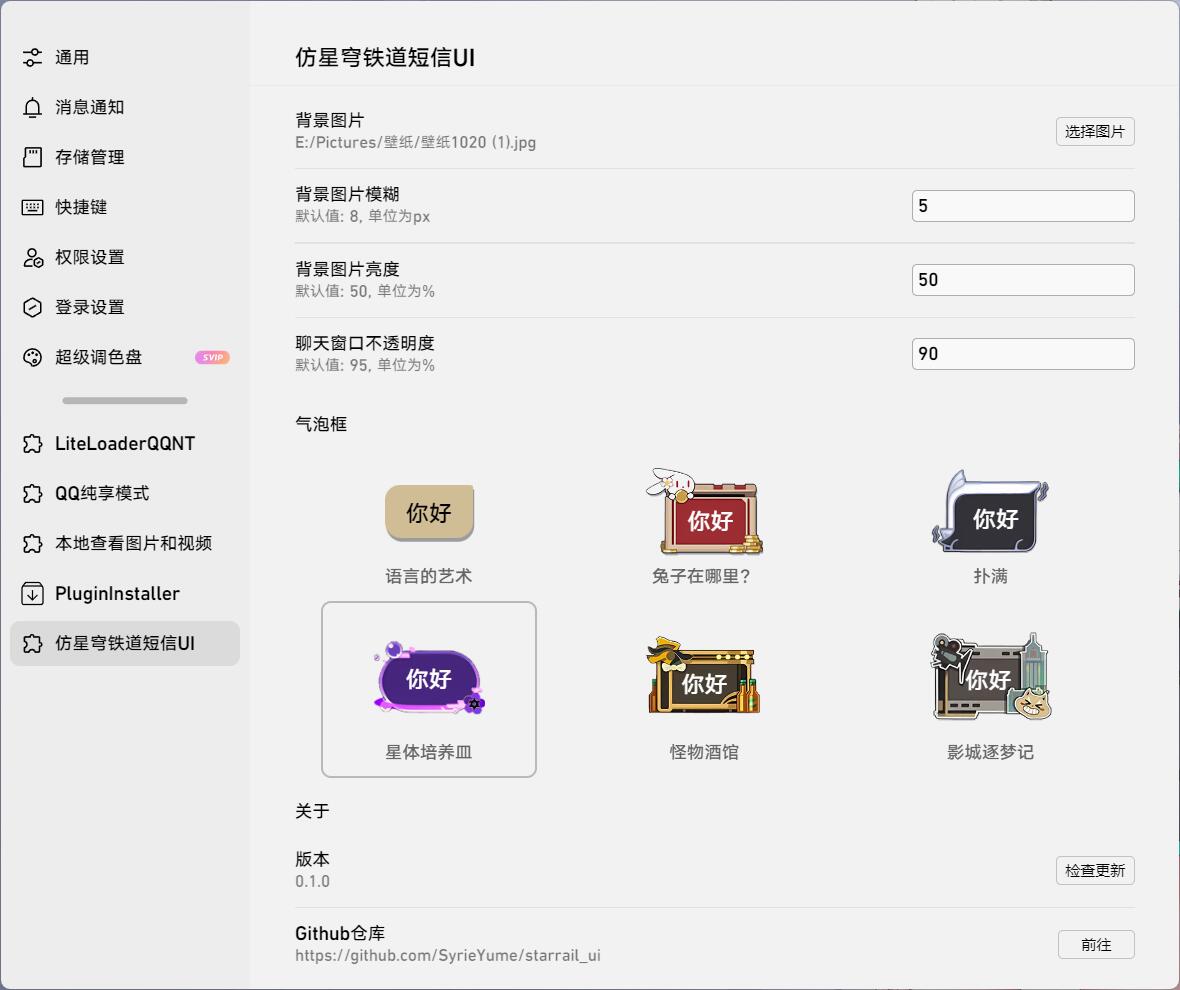 通用
消息通知
存储管理
快捷键
权限设置
登录设置
超级调色盘 SVIP
LiteLoaderQQNT
QQ纯享模式
本地查看图片和视频
PluginInstaller
仿星穹铁道短信UI
仿星穹铁道短信UI
背景图片
E:/Pictures/壁纸/壁纸1020 (1).jpg
选择图片
背景图片模糊
默认值: 8, 单位为px
5
背景图片亮度
默认值: 50, 单位为%
50
聊天窗口不透明度
默认值: 95, 单位为%
90
气泡框
你好
语言的艺术
你好
兔子在哪里?
你好
扑满
你好
星体培养皿
你好
怪物酒馆
你好
影城逐梦记
关于
版本
0.1.0
检查更新
Github仓库
https://github.com/SyrieYume/starrail_ui
前往